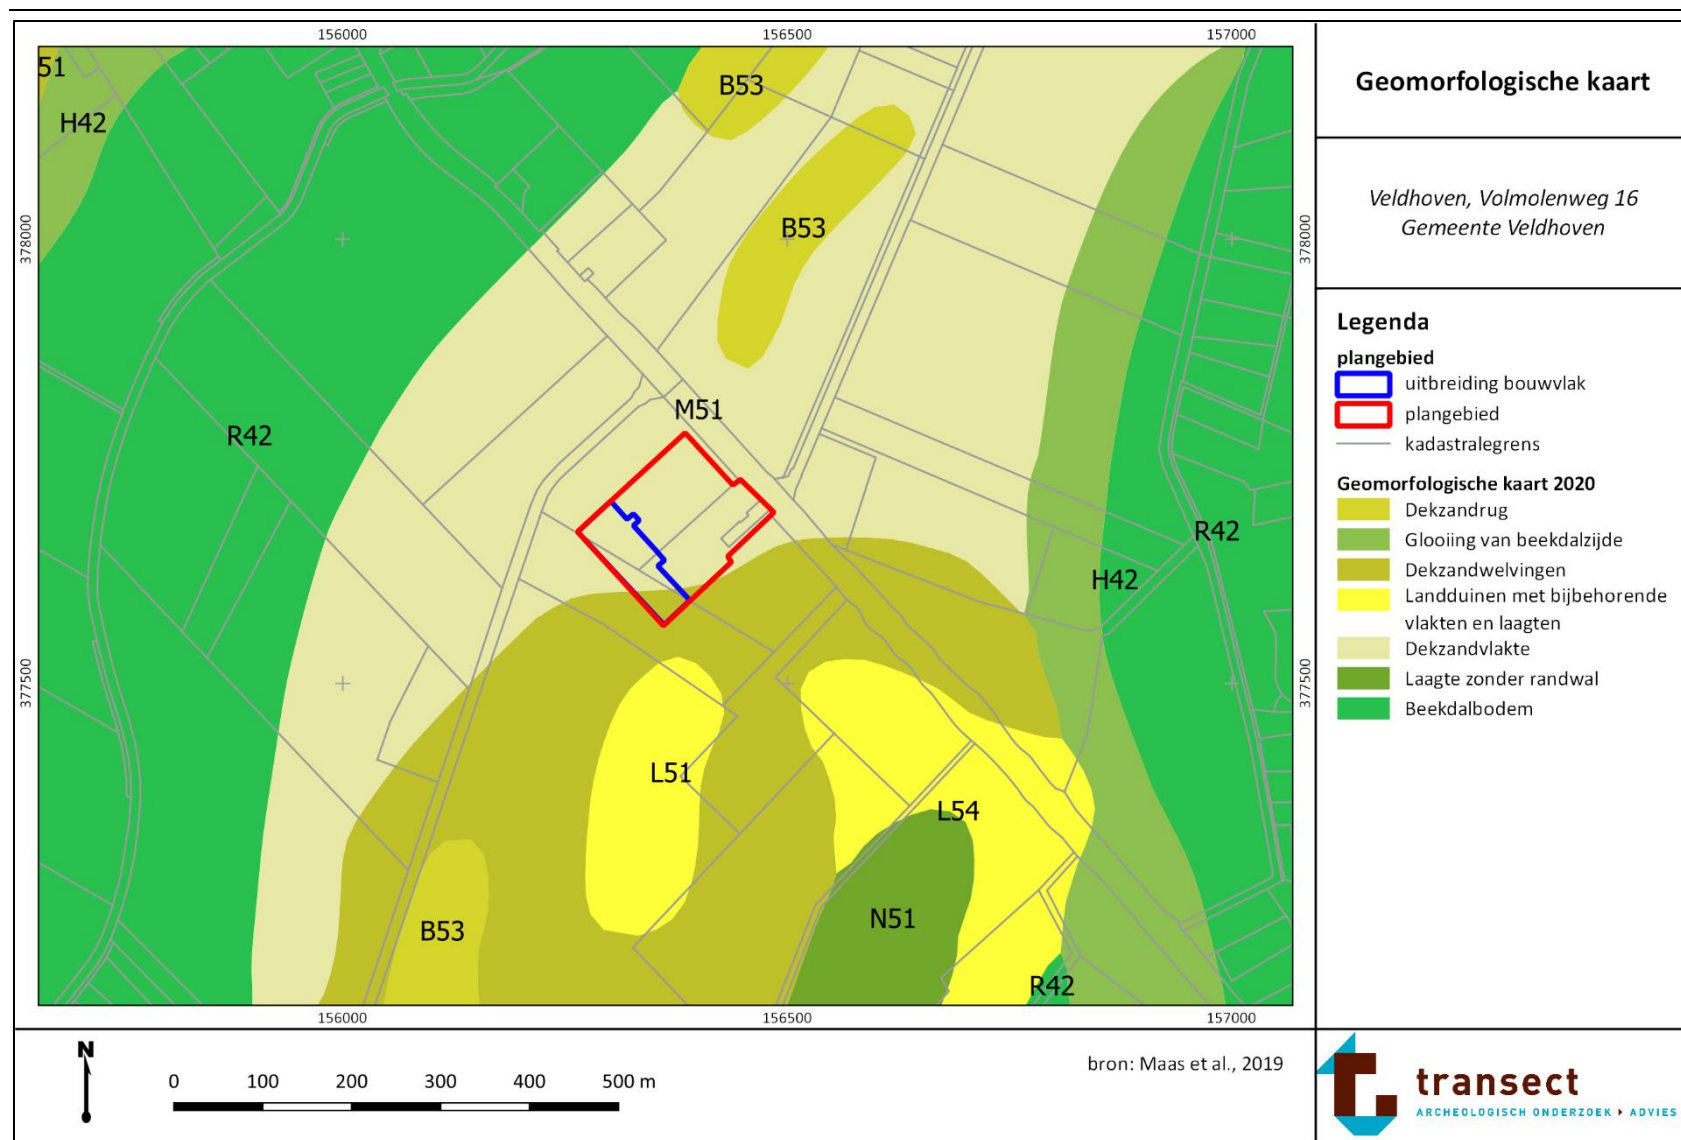 156000
156500
157000
378000
378000
377500
377500
51
H42
B53
B53
M51
R42
R42
H42
L51
L54
N51
B53
R42
156000
156500
157000
Geomorfologische kaart
Veldhoven, Volmolenweg 16
Gemeente Veldhoven
Legenda
plangebied
uitbreiding bouwvlak
plangebied
kadastralegrens
Geomorfologische kaart 2020
Dekzandrug
Glooiing van beekdalzijde
Dekzandwelvingen
Landduinen met bijbehorende
vlakten en laagten
Dekzandvlakte
Laagte zonder randwal
Beekdalbodem
N
0 100 200 300 400 500 m
bron: Maas et al., 2019
transect
ARCHEOLOGISCH ONDERZOEK ▸ ADVIES